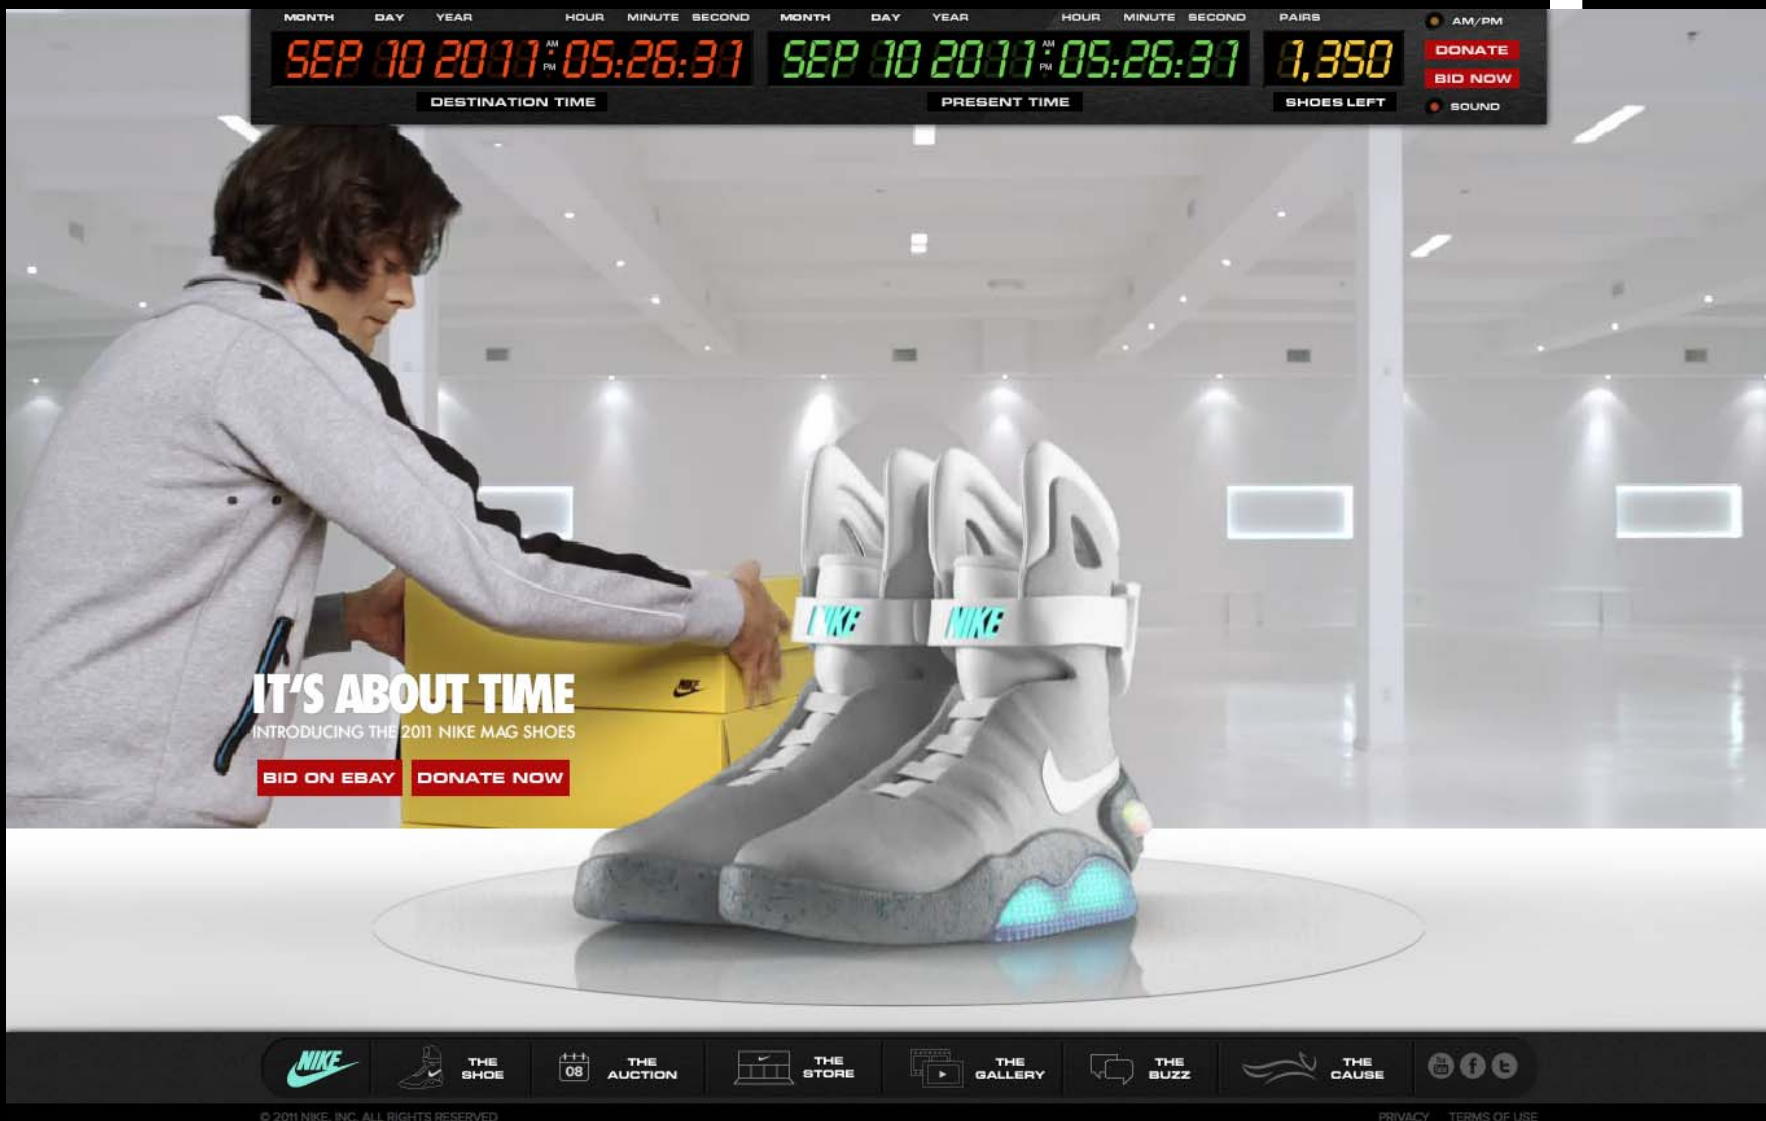 MONTH DAY YEAR HOUR MINUTE SECOND MONTH DAY YEAR HOUR MINUTE SECOND PAIRS
AM/PM
SEP 10 2011 AM PM 05:26:31 SEP 10 2011 AM PM 05:26:31 1,350
DONATE
BID NOW
DESTINATION TIME PRESENT TIME SHOES LEFT SOUND
NIKE NIKE
IT'S ABOUT TIME
INTRODUCING THE 2011 NIKE MAG SHOES
BID ON EBAY DONATE NOW
NIKE
THE SHOE
08
THE AUCTION
THE STORE
THE GALLERY
THE BUZZ
THE CAUSE
You Tube f t
© 2011 NIKE, INC. ALL RIGHTS RESERVED PRIVACY TERMS OF USE